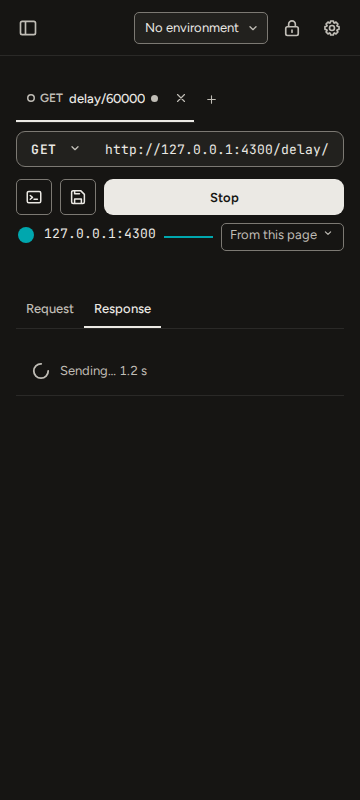 No environment
GET delay/60000
GET http://127.0.0.1:4300/delay/
Stop
127.0.0.1:4300 From this page
Request Response
Sending... 1.2 s